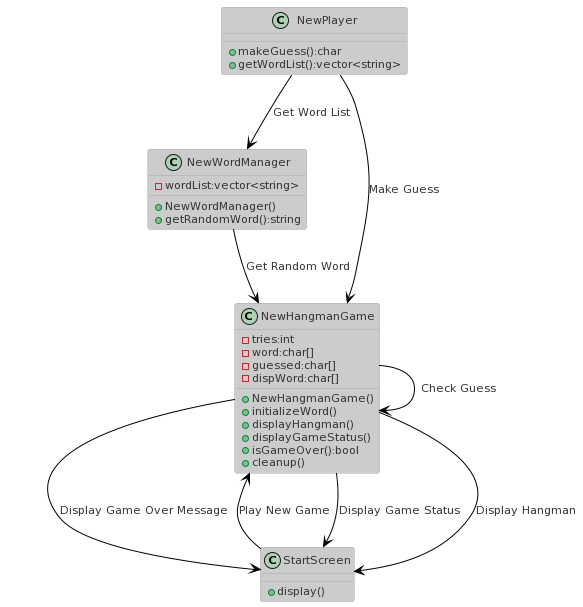 C NewPlayer
makeGuess():char
getWordList():vector<string>
Get Word List
C NewWordManager
wordList:vector<string>
NewWordManager()
getRandomWord():string
Make Guess
Get Random Word
C NewHangmanGame
tries:int
word:char[]
guessed:char[]
dispWord:char[]
NewHangmanGame()
initializeWord()
displayHangman()
displayGameStatus()
isGameOver():bool
cleanup()
Check Guess
Display Game Over Message
Play New Game
Display Game Status
Display Hangman
C StartScreen
display()